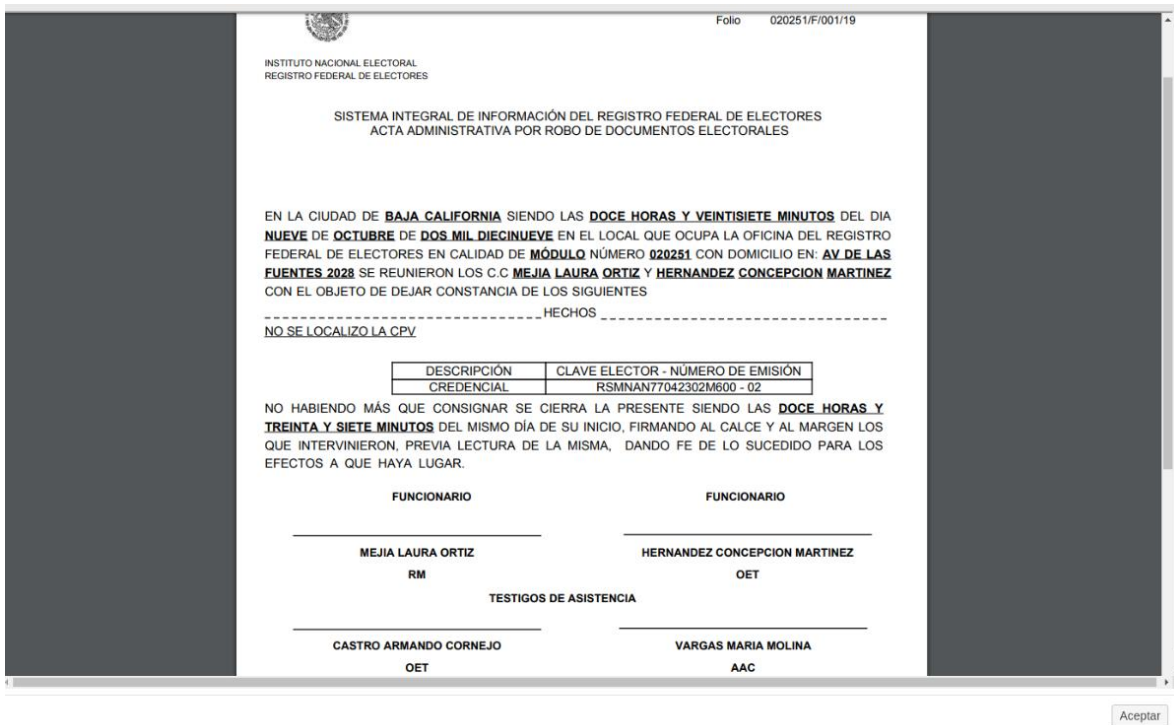 Folio 020251/F/001/19
INSTITUTO NACIONAL ELECTORAL
REGISTRO FEDERAL DE ELECTORES
SISTEMA INTEGRAL DE INFORMACIÓN DEL REGISTRO FEDERAL DE ELECTORES
ACTA ADMINISTRATIVA POR ROBO DE DOCUMENTOS ELECTORALES
EN LA CIUDAD DE BAJA CALIFORNIA SIENDO LAS DOCE HORAS Y VEINTISIETE MINUTOS DEL DIA
NUEVE DE OCTUBRE DE DOS MIL DIECINUEVE EN EL LOCAL QUE OCUPA LA OFICINA DEL REGISTRO
FEDERAL DE ELECTORES EN CALIDAD DE MÓDULO NÚMERO 020251 CON DOMICILIO EN: AV DE LAS
FUENTES 2028 SE REUNIERON LOS C.C MEJIA LAURA ORTIZ Y HERNANDEZ CONCEPCION MARTINEZ
CON EL OBJETO DE DEJAR CONSTANCIA DE LOS SIGUIENTES
HECHOS
NO SE LOCALIZO LA CPV
DESCRIPCIÓN CLAVE ELECTOR - NÚMERO DE EMISIÓN
CREDENCIAL RSMNAN77042302M600 - 02
NO HABIENDO MÁS QUE CONSIGNAR SE CIERRA LA PRESENTE SIENDO LAS DOCE HORAS Y
TREINTA Y SIETE MINUTOS DEL MISMO DÍA DE SU INICIO, FIRMANDO AL CALCE Y AL MARGEN LOS
QUE INTERVINIERON, PREVIA LECTURA DE LA MISMA, DANDO FE DE LO SUCEDIDO PARA LOS
EFECTOS A QUE HAYA LUGAR.
FUNCIONARIO FUNCIONARIO
MEJIA LAURA ORTIZ HERNANDEZ CONCEPCION MARTINEZ
RM OET
TESTIGOS DE ASISTENCIA
CASTRO ARMANDO CORNEJO VARGAS MARIA MOLINA
OET AAC
Aceptar